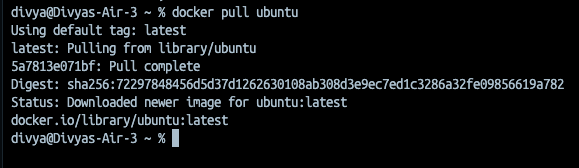 divya@Divyas-Air-3 ~ % docker pull ubuntu
Using default tag: latest
latest: Pulling from library/ubuntu
5a7813e071bf: Pull complete
Digest: sha256:72297848456d5d37d1262630108ab308d3e9ec7ed1c3286a32fe09856619a782
Status: Downloaded newer image for ubuntu:latest
docker.io/library/ubuntu:latest
divya@Divyas-Air-3 ~ %